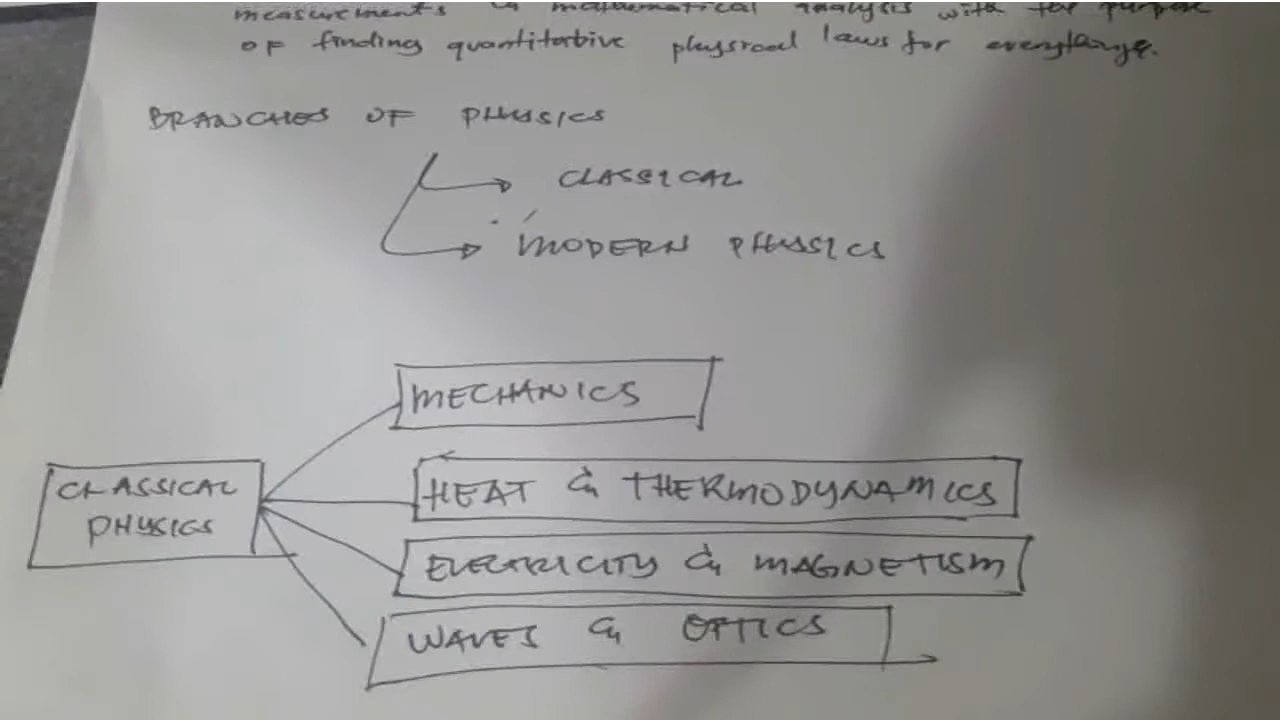 measurements & mathematical analysis with the purpose
of finding quantitative physical laws for everything.
BRANCHES OF PHYSICS
CLASSICAL
MODERN PHYSICS
MECHANICS
HEAT & THERMODYNAMICS
CLASSICAL
PHYSICS
ELECTRICITY & MAGNETISM
WAVES & OPTICS